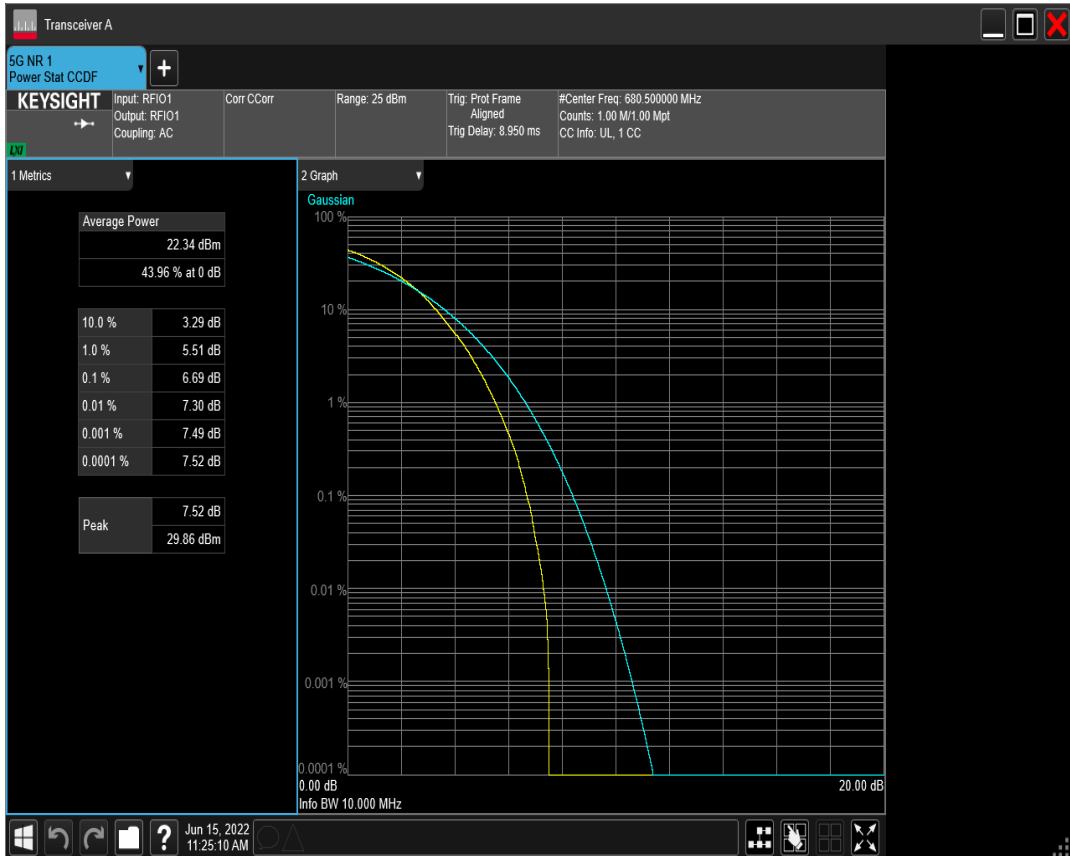 Transceiver A
5G NR 1
Power Stat CCDF
KEYSIGHT
LXI
Input: RFIO1
Output: RFIO1
Coupling: AC
Corr CCorr
Range: 25 dBm
Trig: Prot Frame
Aligned
Trig Delay: 8.950 ms
#Center Freq: 680.500000 MHz
Counts: 1.00 M/1.00 Mpt
CC Info: UL, 1 CC
1 Metrics
Average Power
22.34 dBm
43.96 % at 0 dB
10.0 % 3.29 dB
1.0 % 5.51 dB
0.1 % 6.69 dB
0.01 % 7.30 dB
0.001 % 7.49 dB
0.0001 % 7.52 dB
Peak
7.52 dB
29.86 dBm
2 Graph
Gaussian
100 %
10 %
1 %
0.1 %
0.01 %
0.001 %
0.0001 %
0.00 dB 20.00 dB
Info BW 10.000 MHz
?
Jun 15, 2022
11:25:10 AM